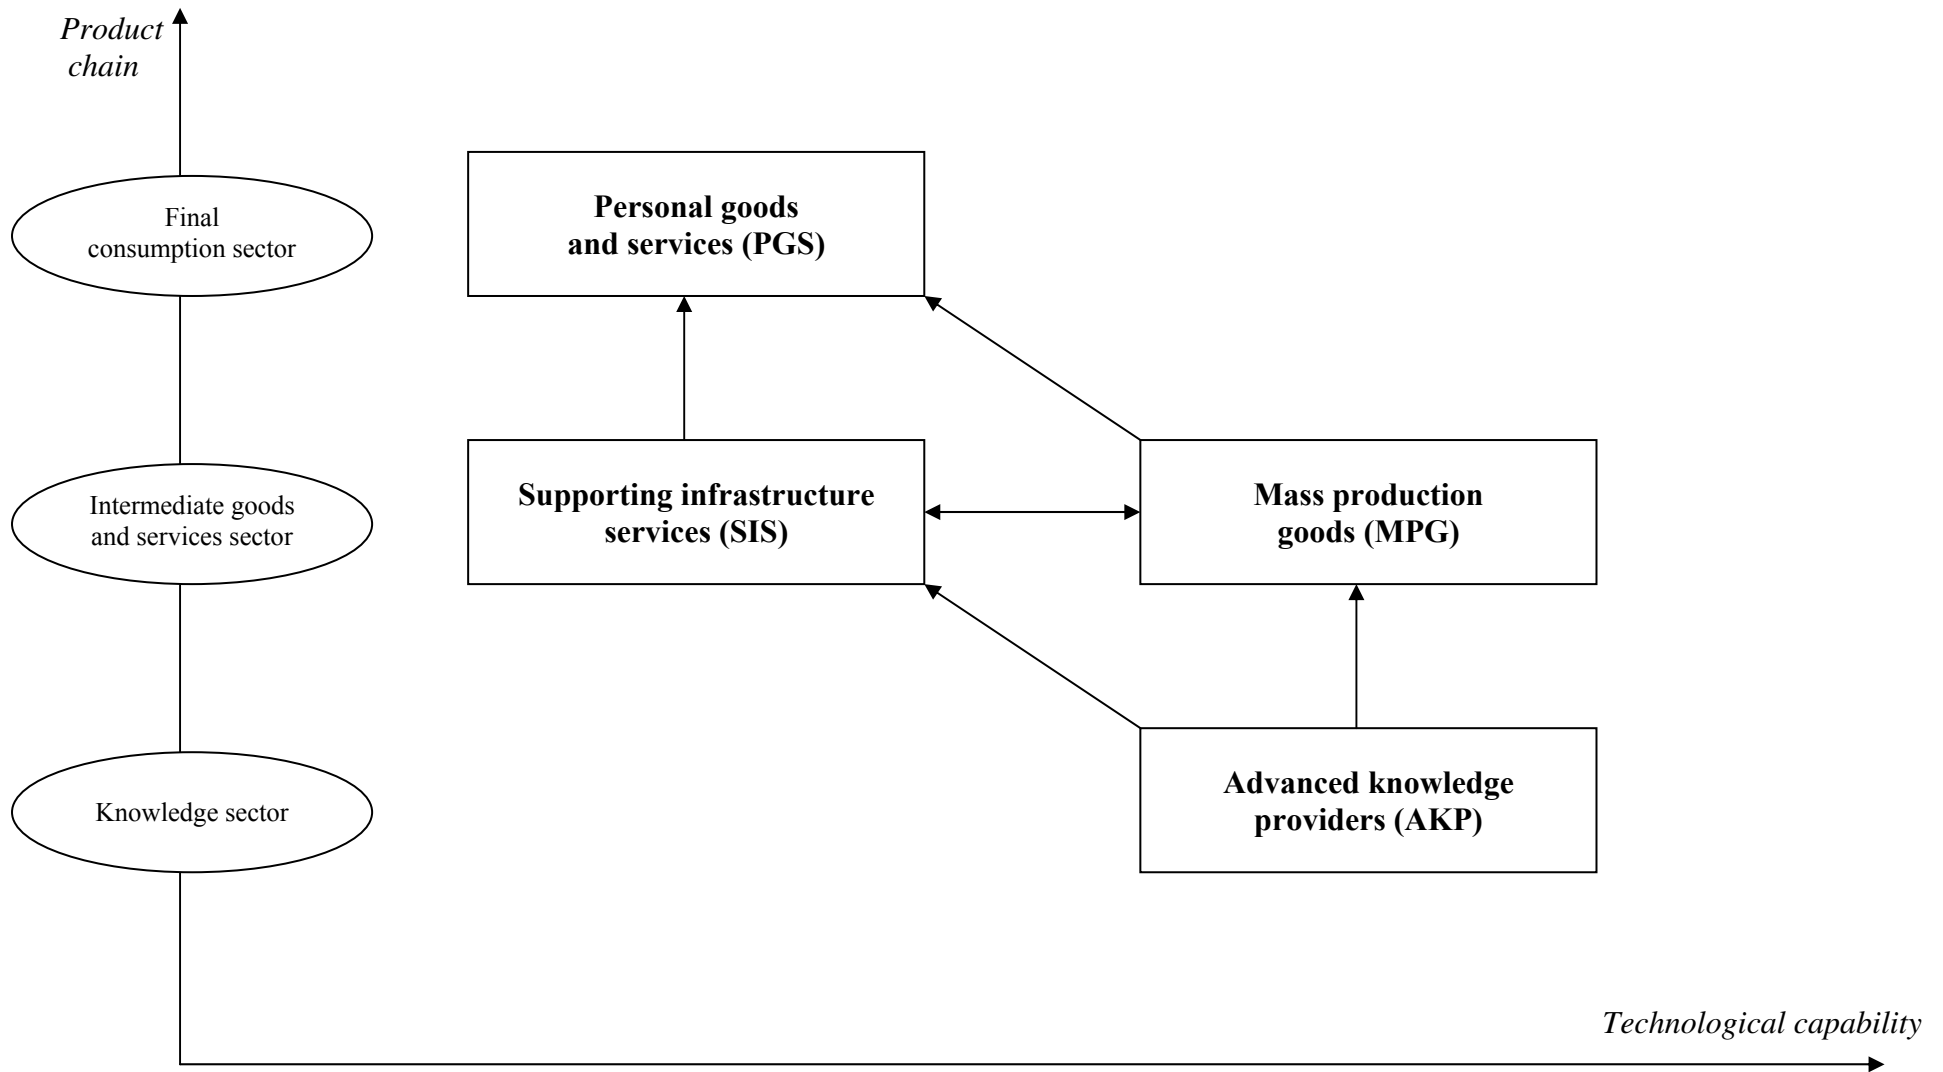 Product
chain
Final
consumption sector
Personal goods
and services (PGS)
Intermediate goods
and services sector
Supporting infrastructure
services (SIS)
Mass production
goods (MPG)
Knowledge sector
Advanced knowledge
providers (AKP)
Technological capability